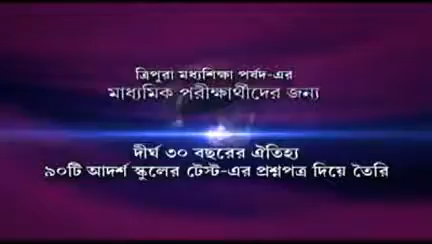 ত্রিপুরা মধ্যশিক্ষা পর্ষদ-এর
মাধ্যমিক পরীক্ষার্থীদের জন্য
দীর্ঘ ৩০ বছরের ঐতিহ্য
৯০টি আদর্শ স্কুলের টেস্ট-এর প্রশ্নপত্র দিয়ে তৈরি